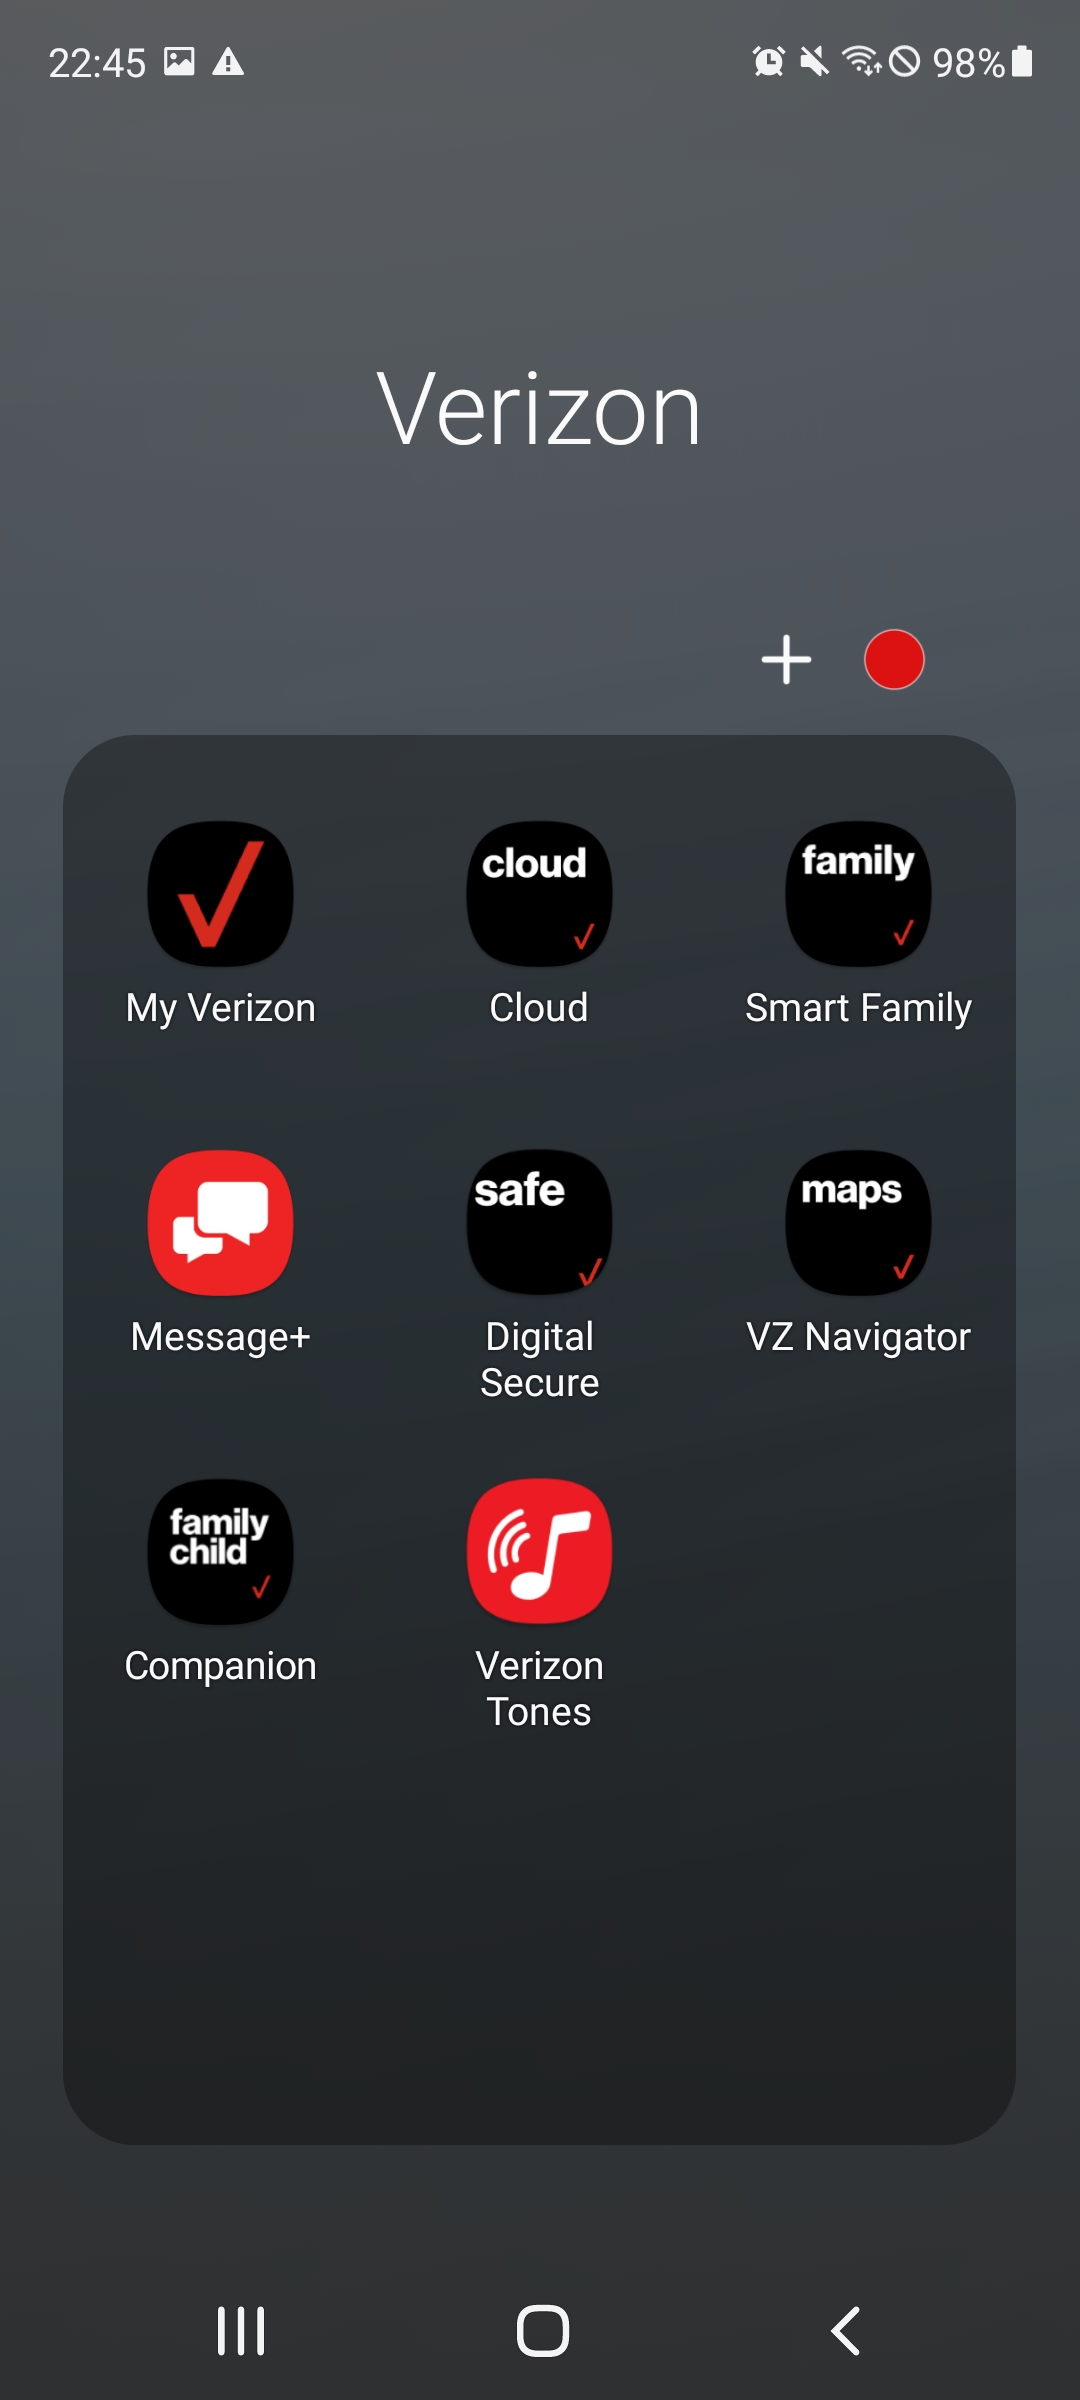 22:45 98%
Verizon
cloud family
My Verizon Cloud Smart Family
safe maps
Message+ Digital Secure VZ Navigator
family
child
Companion Verizon Tones